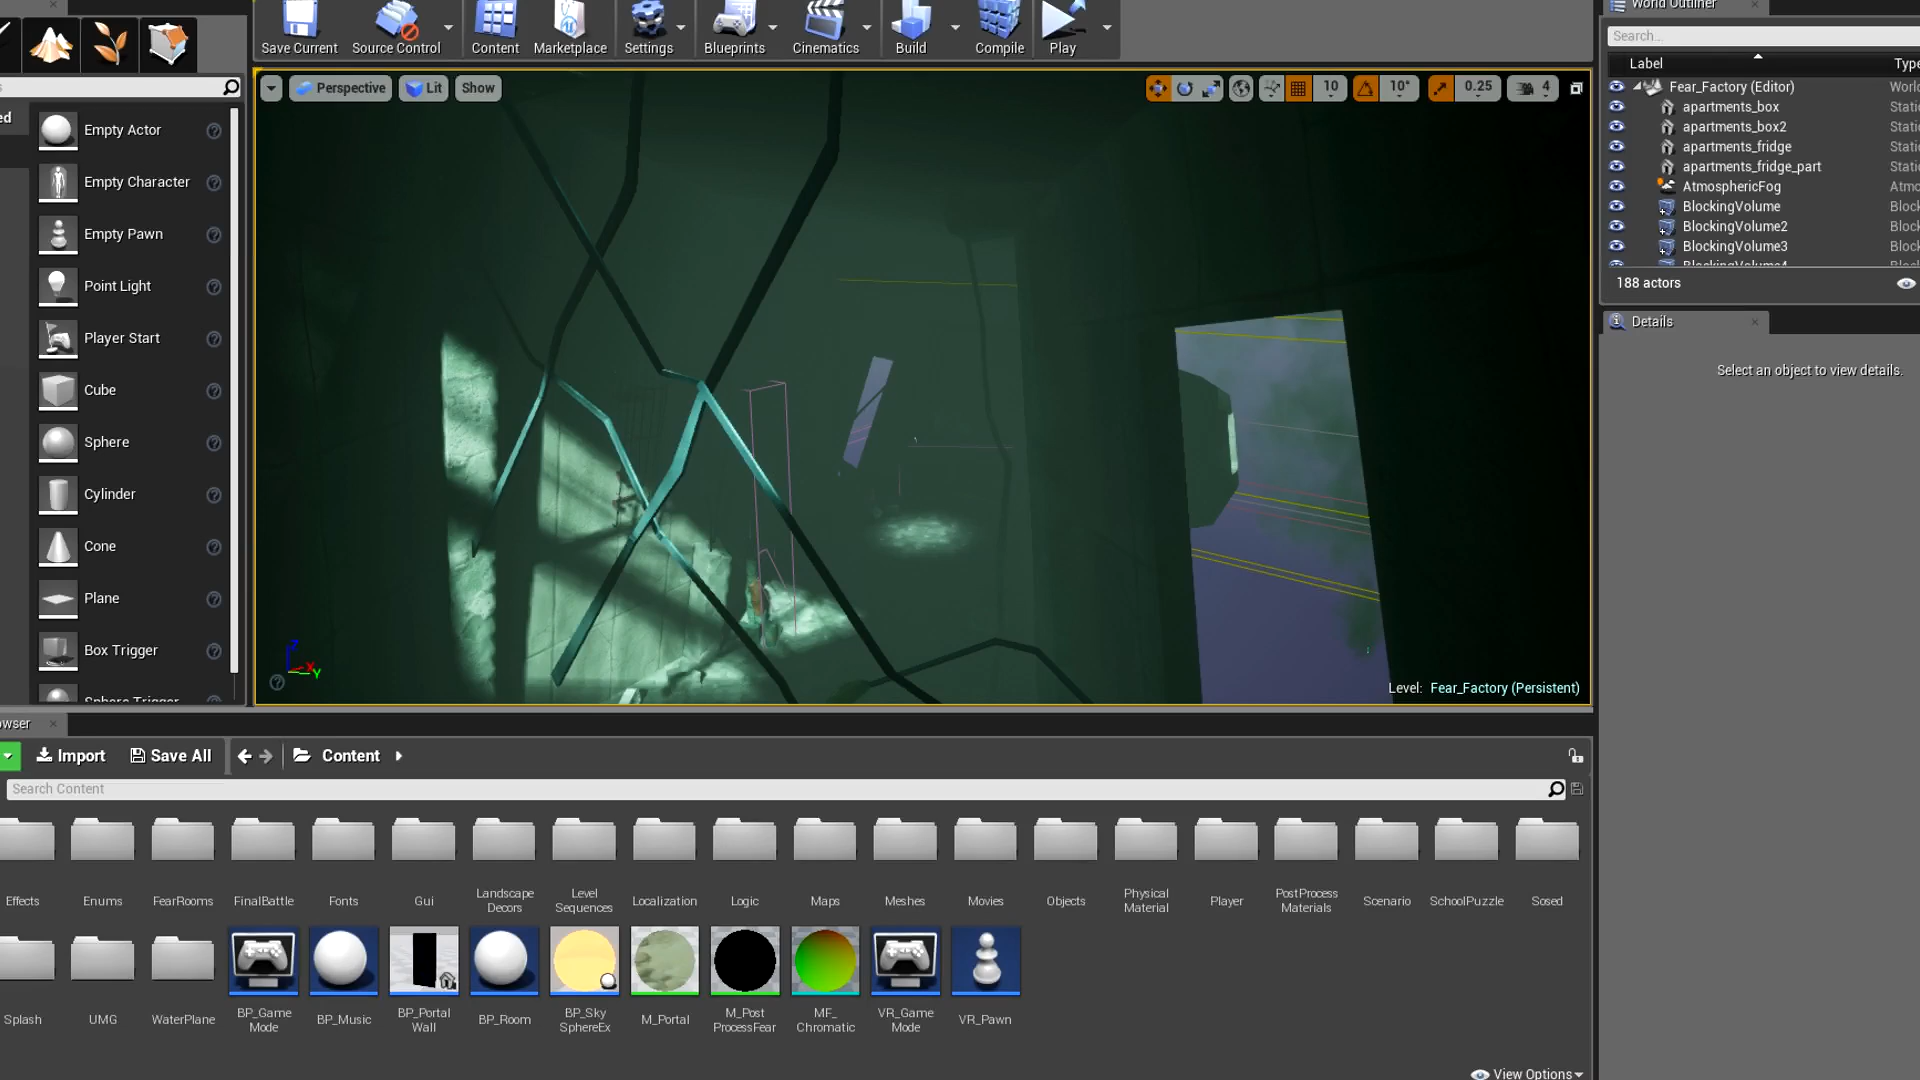 Save Current
Source Control
Content
Marketplace
Settings
Blueprints
Cinematics
Build
Compile
Play
World Outliner
Search...
Label
Type
Fear_Factory (Editor)
World
apartments_box
Stati
apartments_box2
Stati
apartments_fridge
Stati
apartments_fridge_part
Stati
AtmosphericFog
Atmo
BlockingVolume
Block
BlockingVolume2
Block
BlockingVolume3
Block
BlockingVolume4
188 actors
Details
Select an object to view details.
Perspective
Lit
Show
10
10°
0.25
4
ed
Empty Actor
Empty Character
Empty Pawn
Point Light
Player Start
Cube
Sphere
Cylinder
Cone
Plane
Box Trigger
Sphere Trigger
Z
X
Y
Level: Fear_Factory (Persistent)
owser
Import
Save All
Content
Search Content
Effects
Enums
FearRooms
FinalBattle
Fonts
Gui
Landscape
Decors
Level
Sequences
Localization
Logic
Maps
Meshes
Movies
Objects
Physical
Material
Player
PostProcess
Materials
Scenario
SchoolPuzzle
Sosed
Splash
UMG
WaterPlane
BP_Game
Mode
BP_Music
BP_Portal
Wall
BP_Room
BP_Sky
SphereEx
M_Portal
M_Post
ProcessFear
MF_
Chromatic
VR_Game
Mode
VR_Pawn
View Options